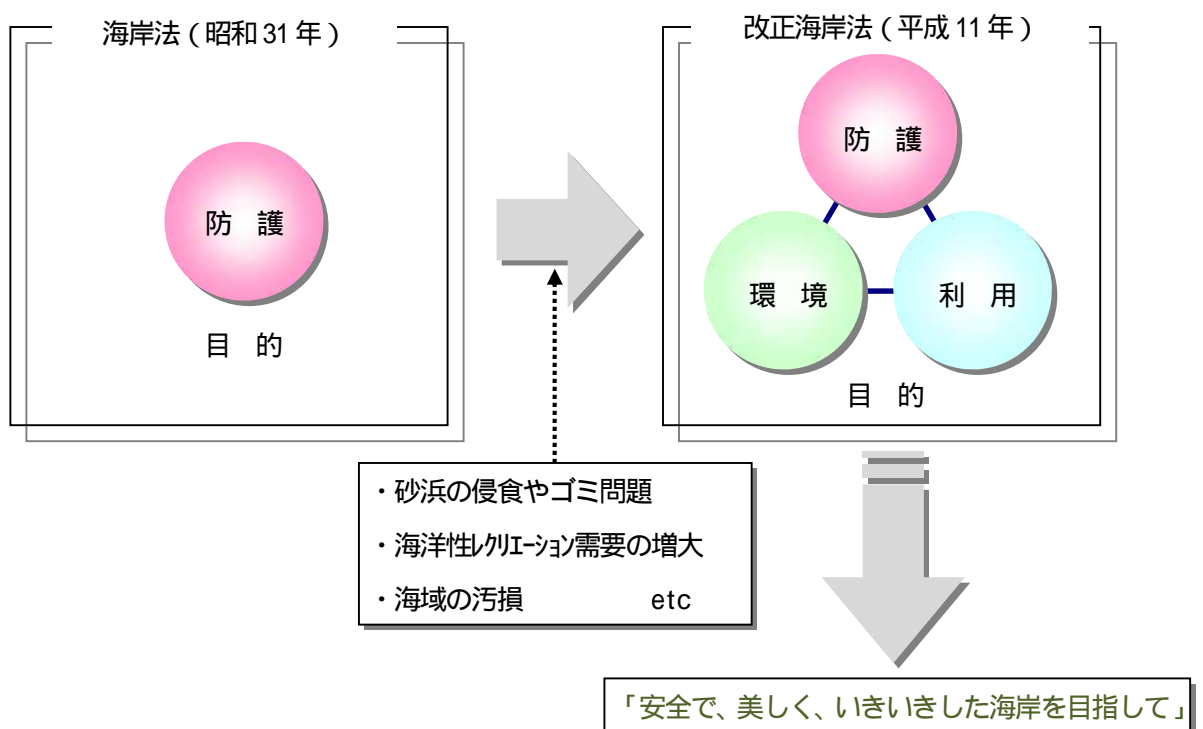 海岸法（昭和31年）
防　護
目　的
改正海岸法（平成11年）
防　護
環　境
利　用
目　的
・砂浜の侵食やゴミ問題
・海洋性ﾚｸﾘｴｰｼｮﾝ需要の増大
・海域の汚損　　　　etc
「安全で、美しく、いきいきした海岸を目指して」